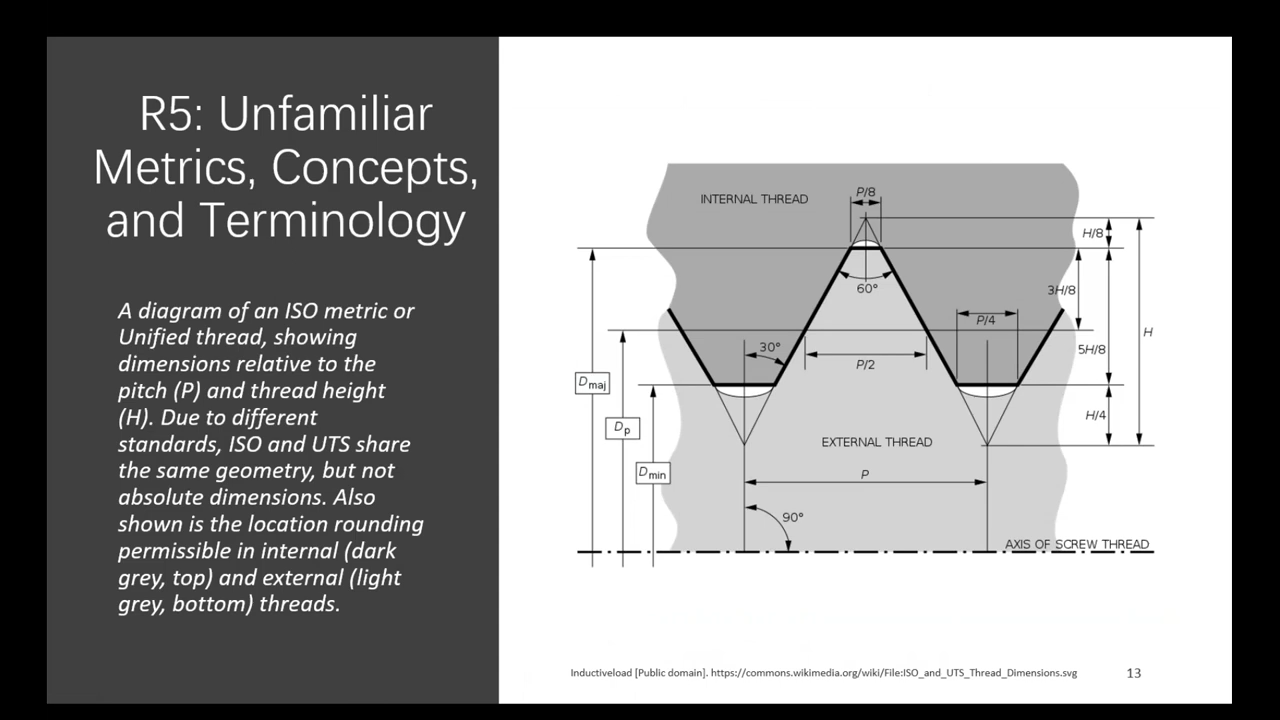 R5: Unfamiliar
Metrics, Concepts,
and Terminology
A diagram of an ISO metric or
Unified thread, showing
dimensions relative to the
pitch (P) and thread height
(H). Due to different
standards, ISO and UTS share
the same geometry, but not
absolute dimensions. Also
shown is the location rounding
permissible in internal (dark
grey, top) and external (light
grey, bottom) threads.
INTERNAL THREAD
P/8
H/8
60°
3H/8
P/4
H
30°
5H/8
P/2
Dmaj
H/4
Dp
EXTERNAL THREAD
Dmin
P
90°
AXIS OF SCREW THREAD
Inductiveload [Public domain]. https://commons.wikimedia.org/wiki/File:ISO_and_UTS_Thread_Dimensions.svg
13